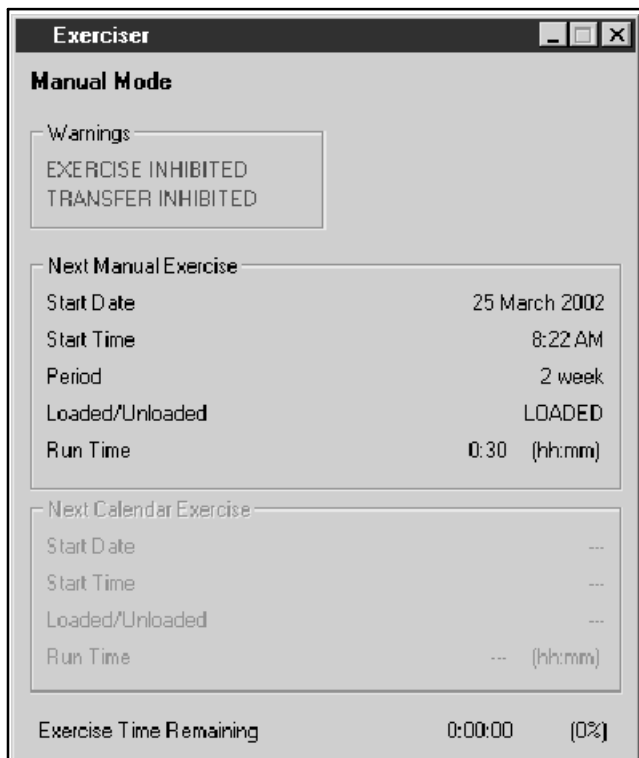 Exerciser
Manual Mode
Warnings
EXERCISE INHIBITED
TRANSFER INHIBITED
Next Manual Exercise
Start Date 25 March 2002
Start Time 8:22 AM
Period 2 week
Loaded/Unloaded LOADED
Run Time 0:30 (hh:mm)
Next Calendar Exercise
Start Date ---
Start Time ---
Loaded/Unloaded ---
Run Time --- (hh:mm)
Exercise Time Remaining 0:00:00 (0%)